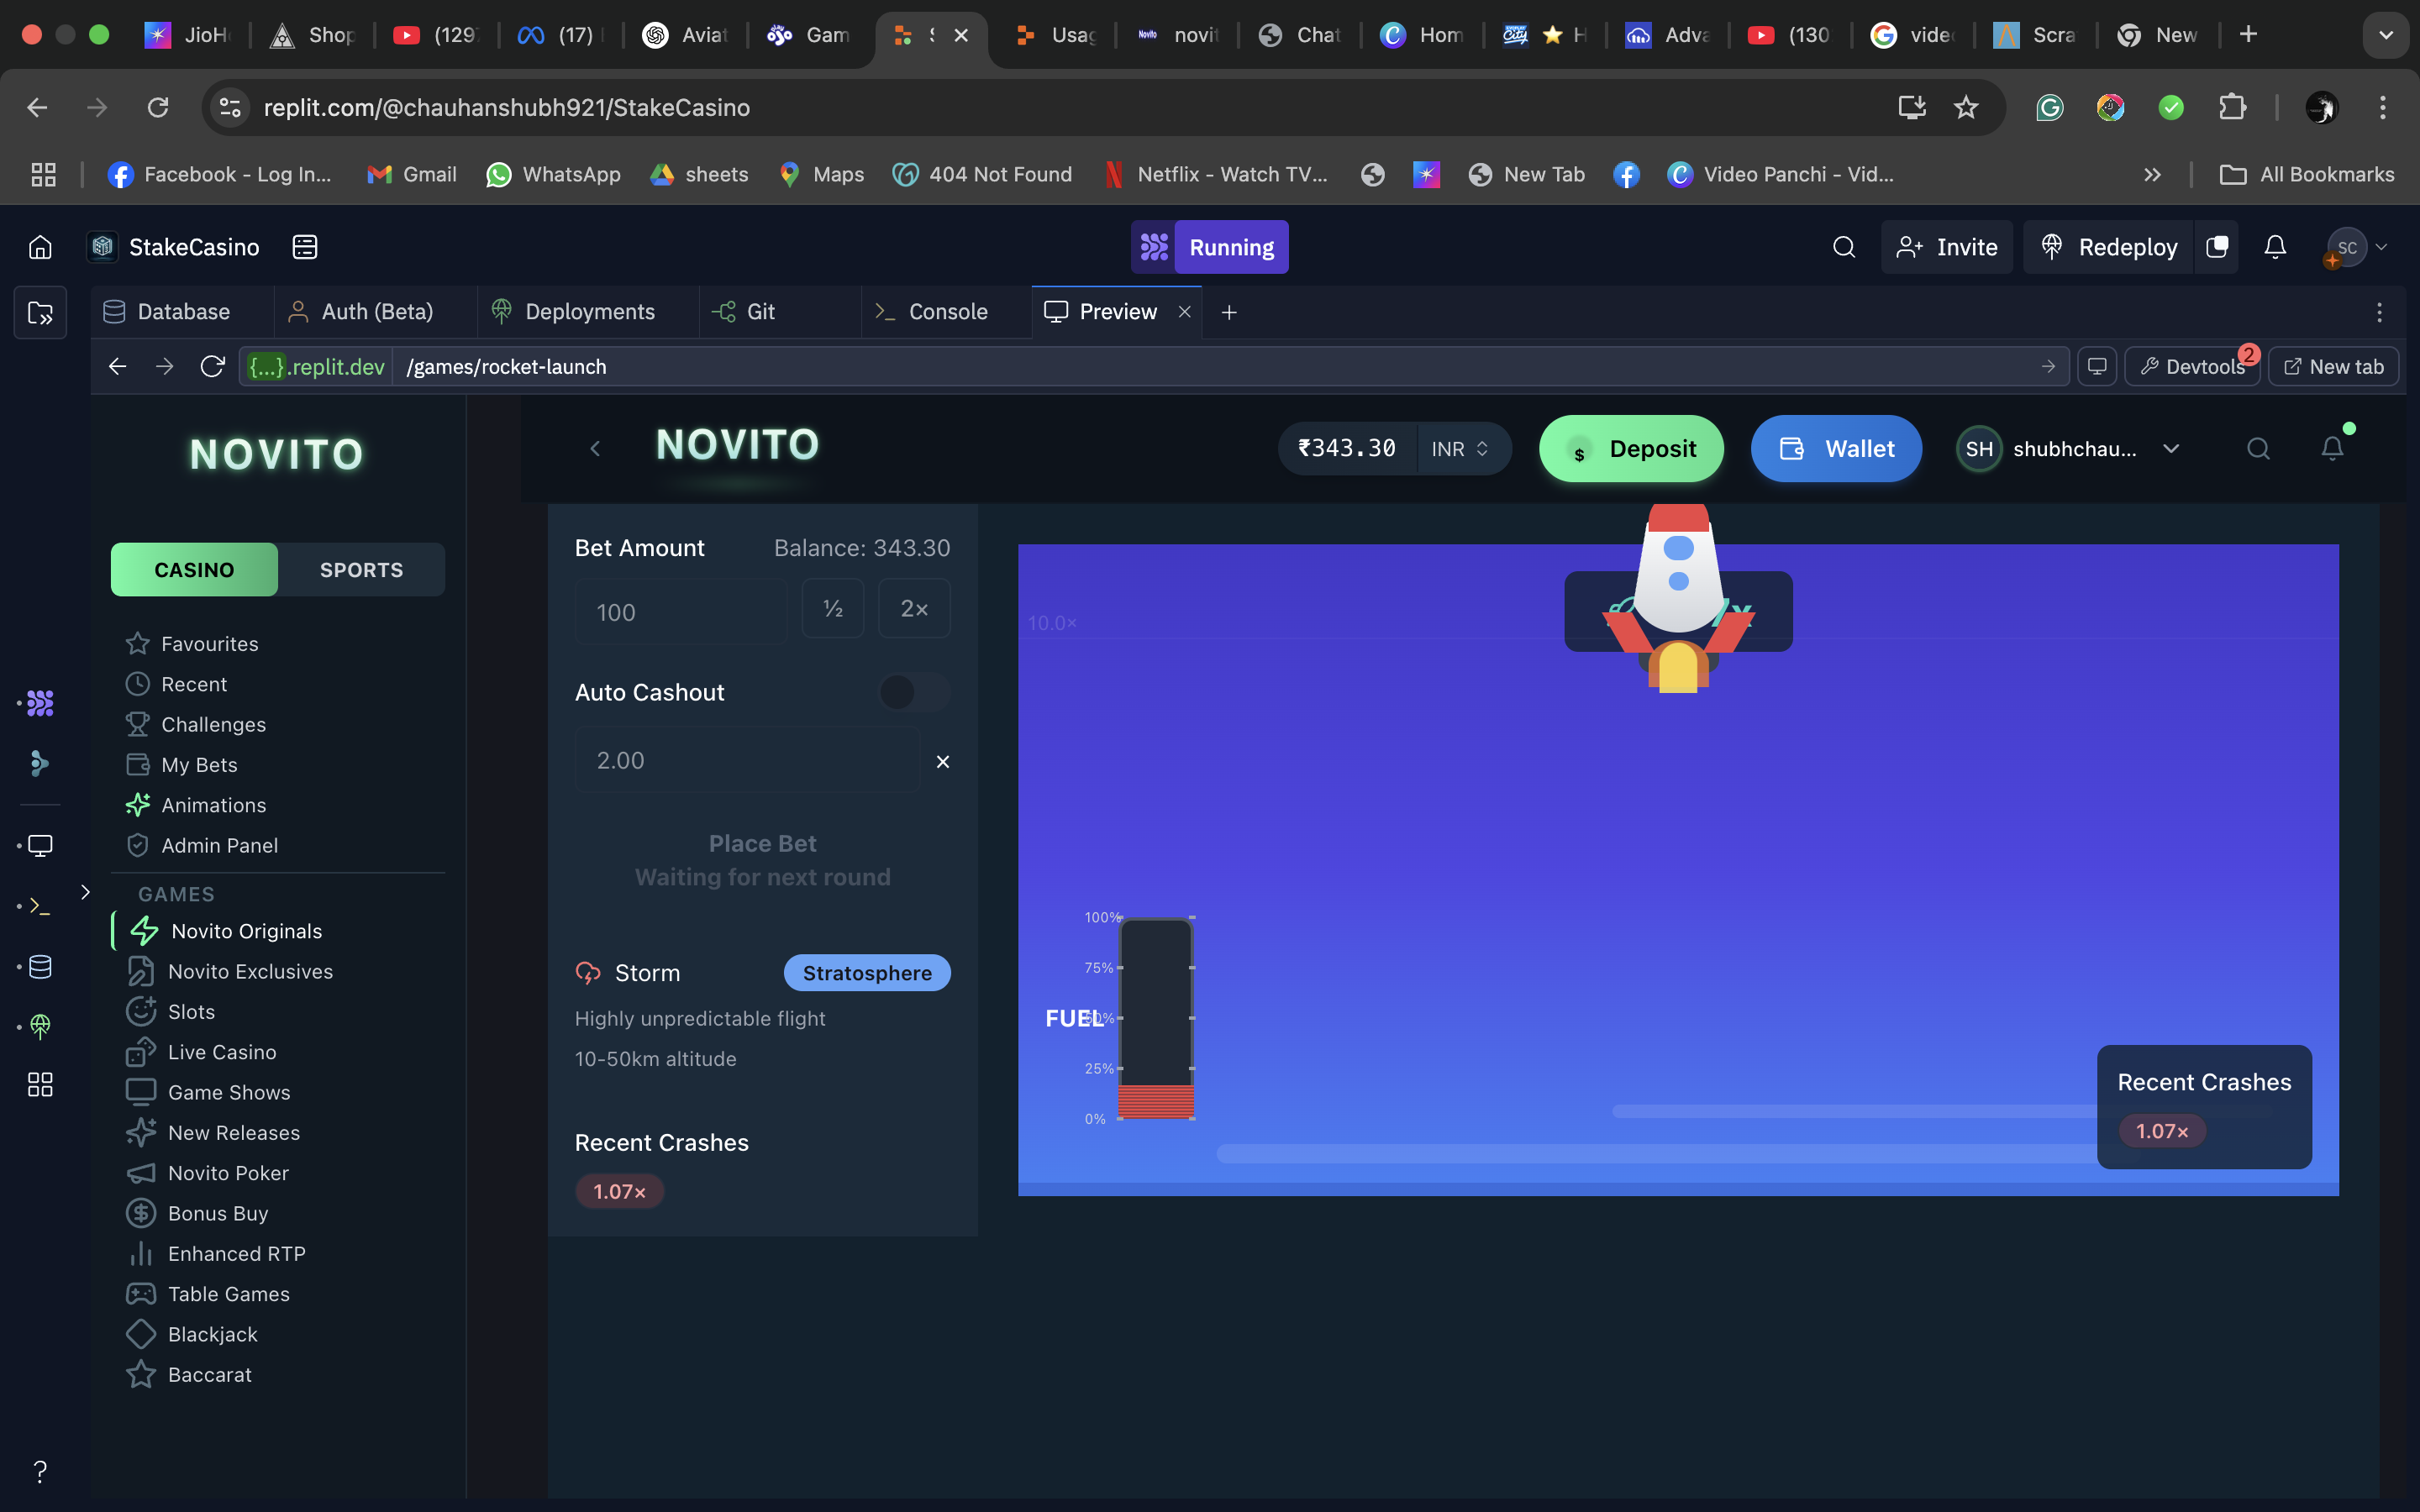 JioH
Shop
(129
(17)
Aviat
Gam
Usag
novit
Chat
Hom
H
Adva
(130
vide
Scra
New
replit.com/@chauhanshubh921/StakeCasino
Facebook - Log In...
Gmail
WhatsApp
sheets
Maps
404 Not Found
Netflix - Watch TV...
New Tab
Video Panchi - Vid...
All Bookmarks
StakeCasino
Running
Invite
Redeploy
SC
Database
Auth (Beta)
Deployments
Git
Console
Preview
{...}.replit.dev
/games/rocket-launch
Devtools
2
New tab
NOVITO
CASINO
SPORTS
Favourites
Recent
Challenges
My Bets
Animations
Admin Panel
GAMES
Novito Originals
Novito Exclusives
Slots
Live Casino
Game Shows
New Releases
Novito Poker
Bonus Buy
Enhanced RTP
Table Games
Blackjack
Baccarat
NOVITO
₹343.30
INR
$ Deposit
Wallet
SH
shubhchau...
Bet Amount
Balance: 343.30
100
½
2×
Auto Cashout
2.00
×
Place Bet
Waiting for next round
Storm
Stratosphere
Highly unpredictable flight
10-50km altitude
Recent Crashes
1.07×
10.0×
100%
75%
FUEL
25%
0%
Recent Crashes
1.07×